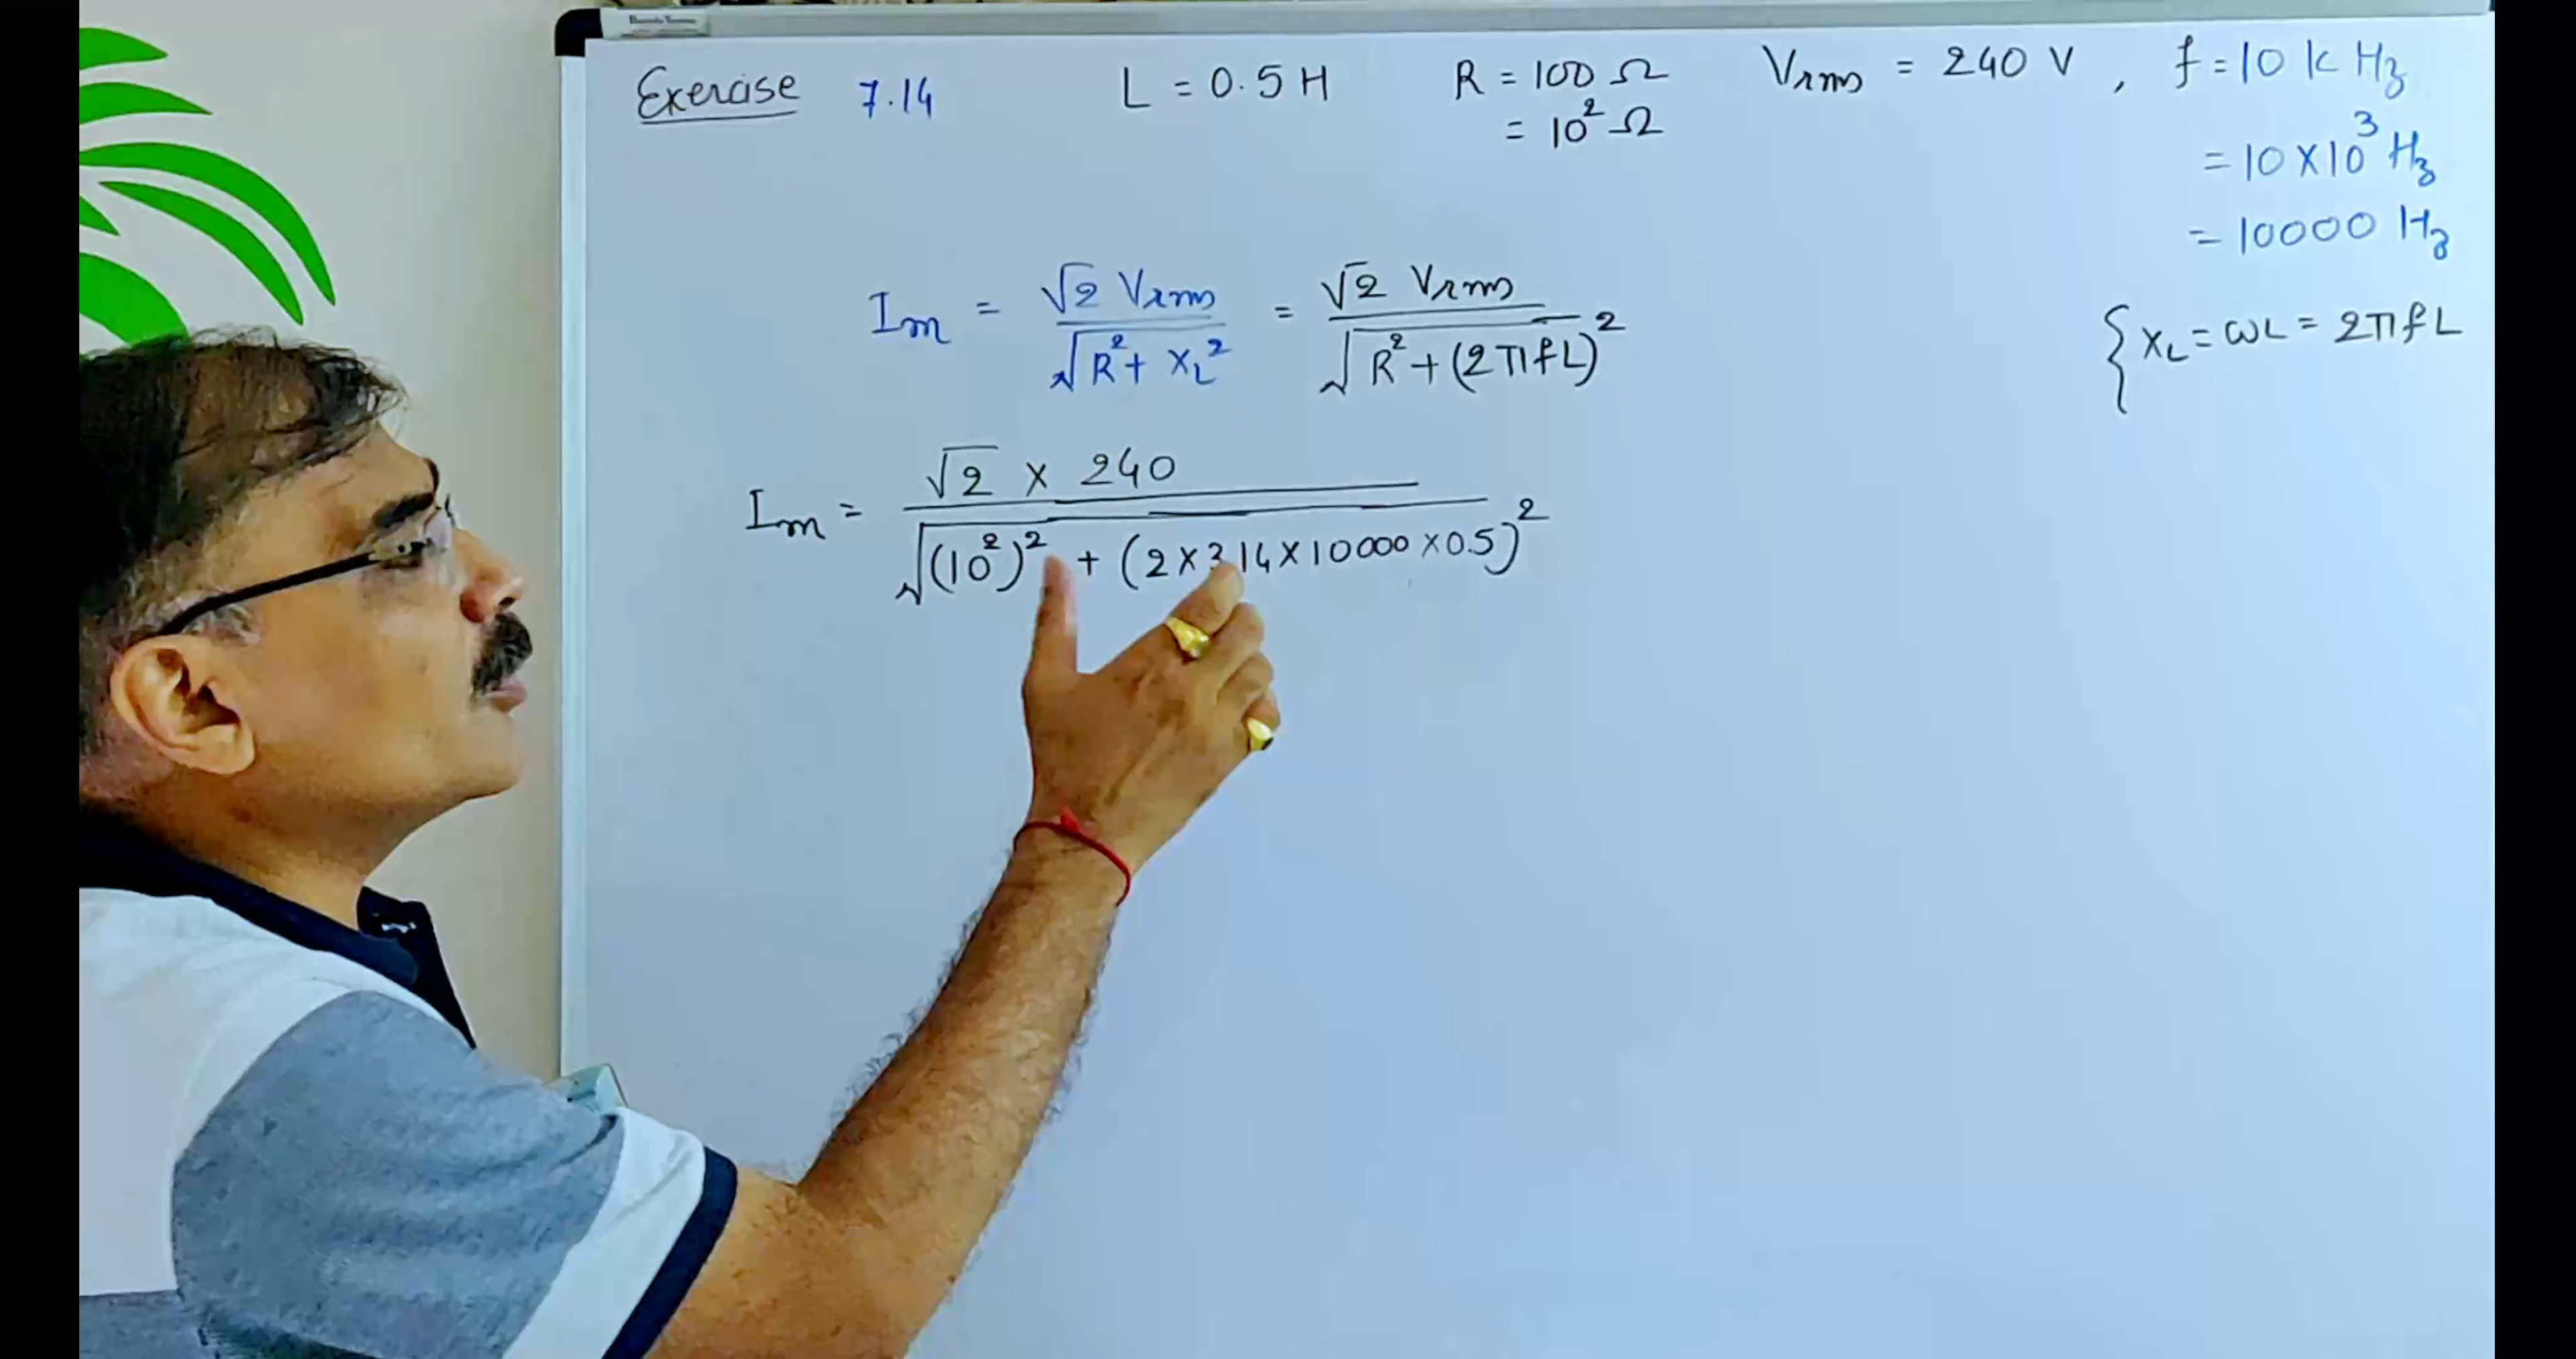 Exercise 7.14 L = 0.5 H R = 100 Ω Vrms = 240 V , f = 10 k Hz
= 10² Ω
= 10 X 10³ Hz
= 10000 Hz
Im = √2 Vrms / √(R² + XL²) = √2 Vrms / √(R² + (2πfL)²)
{ XL = ωL = 2πfL
Im = √2 x 240 / √((10²)² + (2 X 3 14 X 10000 X 0.5)²)